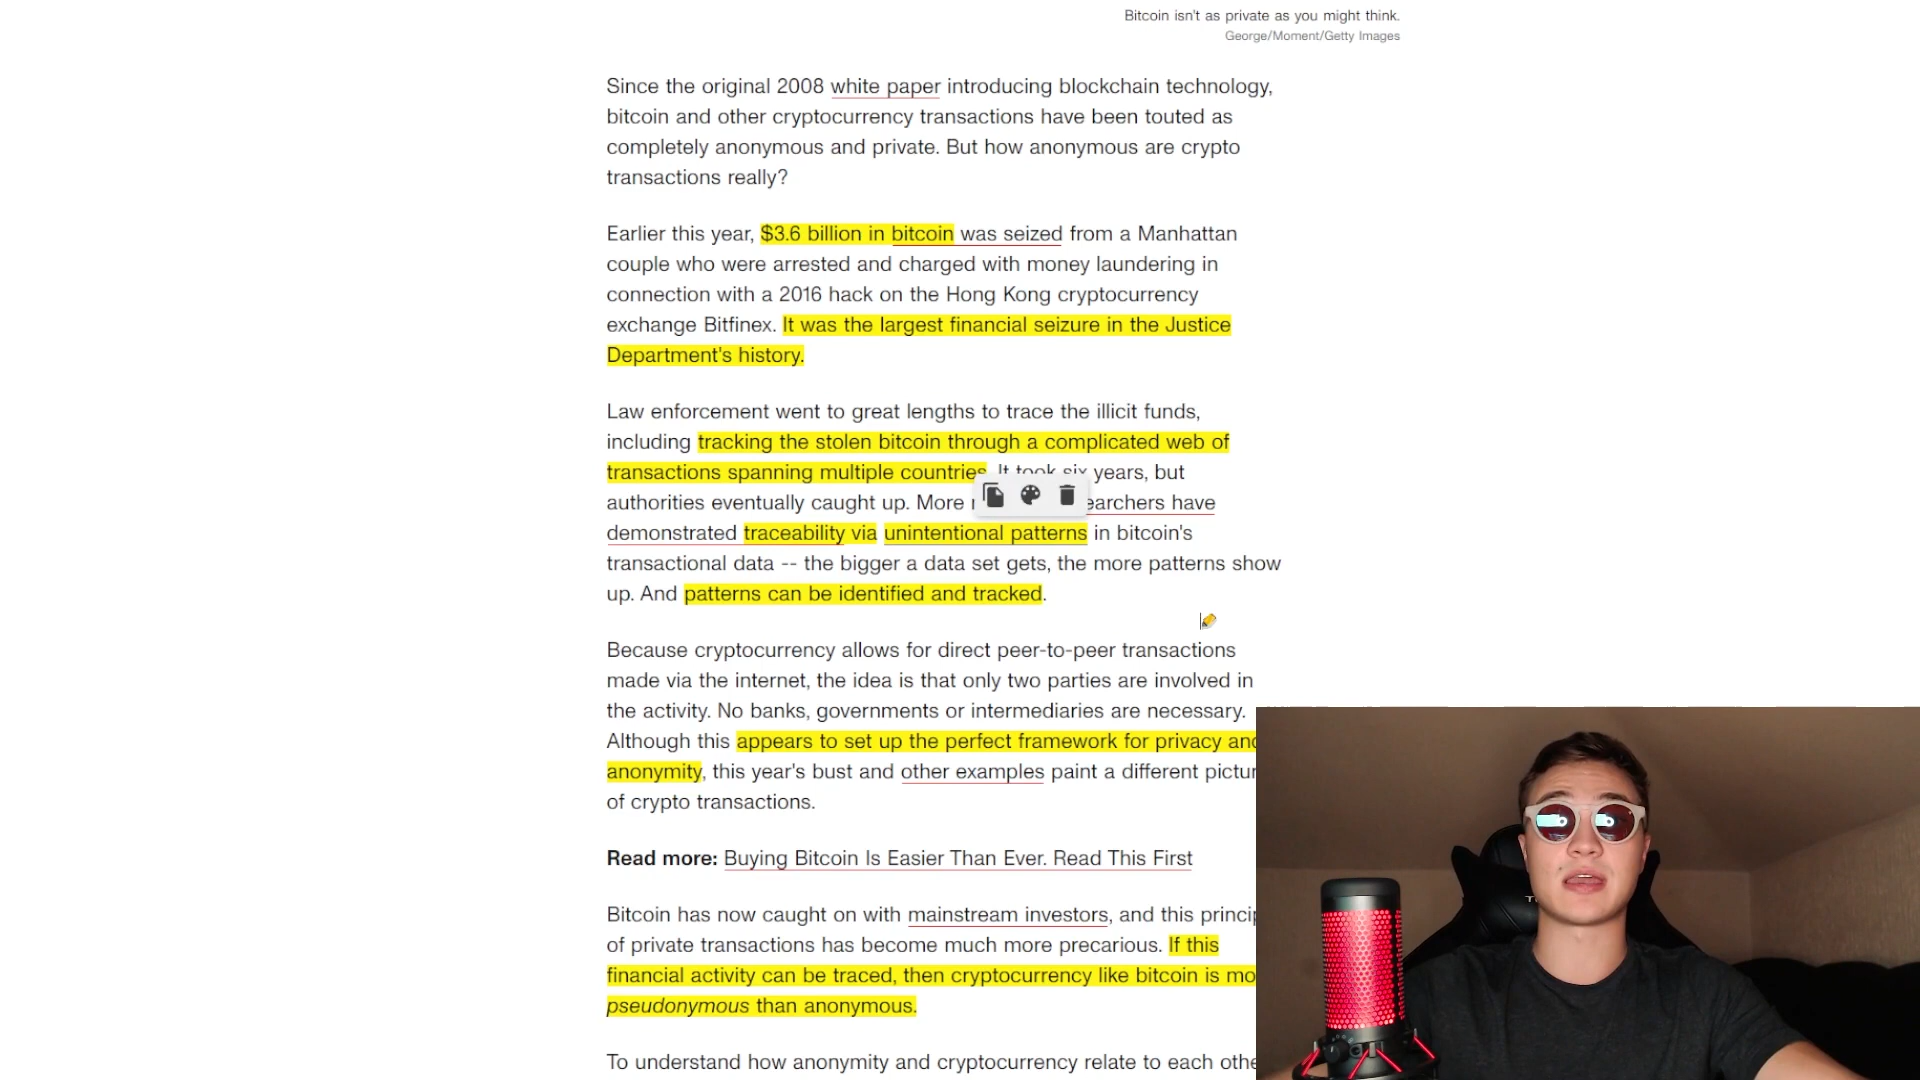 Bitcoin isn't as private as you might think.
George/Moment/Getty Images
Since the original 2008 white paper introducing blockchain technology,
bitcoin and other cryptocurrency transactions have been touted as
completely anonymous and private. But how anonymous are crypto
transactions really?
Earlier this year, $3.6 billion in bitcoin was seized from a Manhattan
couple who were arrested and charged with money laundering in
connection with a 2016 hack on the Hong Kong cryptocurrency
exchange Bitfinex. It was the largest financial seizure in the Justice
Department's history.
Law enforcement went to great lengths to trace the illicit funds,
including tracking the stolen bitcoin through a complicated web of
transactions spanning multiple countries. It took six years, but
authorities eventually caught up. More earchers have
demonstrated traceability via unintentional patterns in bitcoin's
transactional data -- the bigger a data set gets, the more patterns show
up. And patterns can be identified and tracked.
Because cryptocurrency allows for direct peer-to-peer transactions
made via the internet, the idea is that only two parties are involved in
the activity. No banks, governments or intermediaries are necessary.
Although this appears to set up the perfect framework for privacy an
anonymity, this year's bust and other examples paint a different pictur
of crypto transactions.
Read more: Buying Bitcoin Is Easier Than Ever. Read This First
Bitcoin has now caught on with mainstream investors, and this princip
of private transactions has become much more precarious. If this
financial activity can be traced, then cryptocurrency like bitcoin is mo
pseudonymous than anonymous.
To understand how anonymity and cryptocurrency relate to each othe